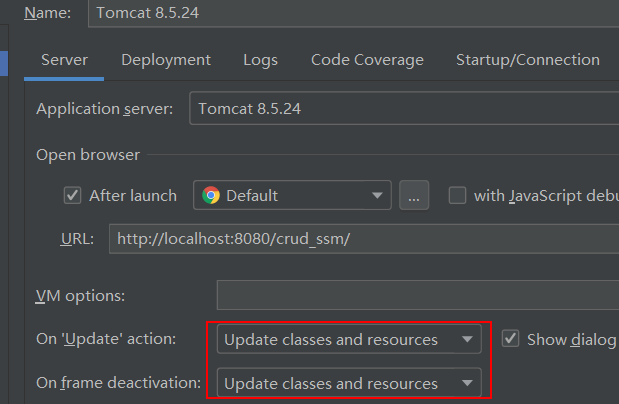 Name: Tomcat 8.5.24
Server Deployment Logs Code Coverage Startup/Connection
Application server: Tomcat 8.5.24
Open browser
After launch Default ... with JavaScript debu
URL: http://localhost:8080/crud_ssm/
VM options:
On 'Update' action: Update classes and resources Show dialog
On frame deactivation: Update classes and resources